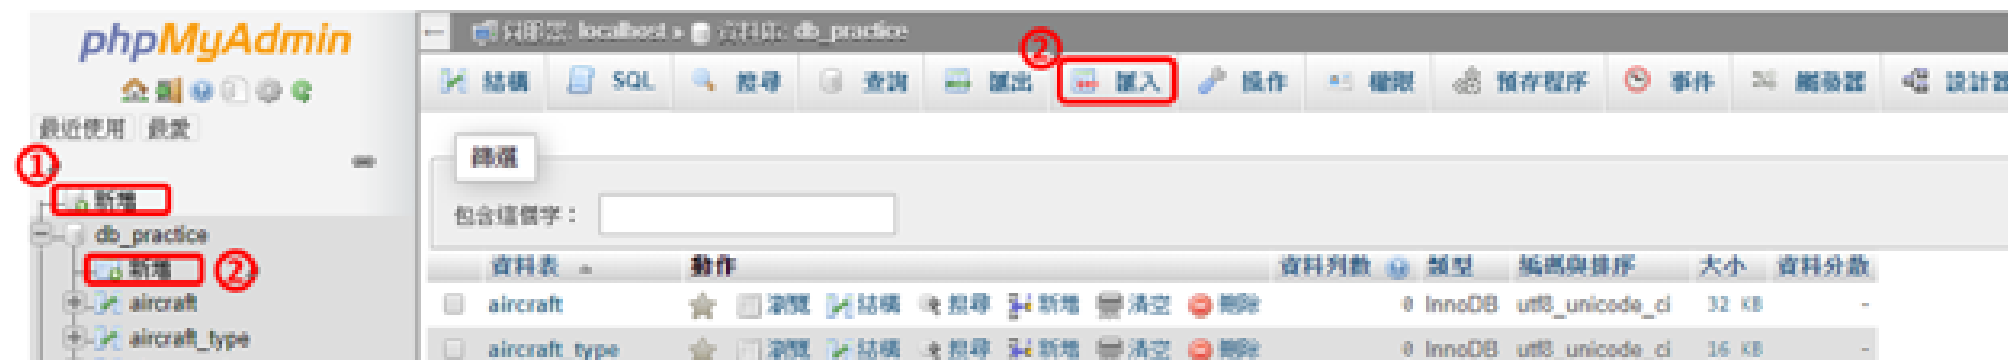 phpMyAdmin
最近使用 最愛
①
新增
db_practice
新增 ②
aircraft
aircraft_type
伺服器: localhost » 資料庫: db_practice
②
結構 SQL 搜尋 查詢 匯出 匯入 操作 權限 預存程序 事件 觸發器 設計器
篩選
包含這個字：
資料表 動作 資料列數 類型 編碼與排序 大小 資料分散
aircraft 瀏覽 結構 搜尋 新增 清空 刪除 0 InnoDB utf8_unicode_ci 32 KB -
aircraft_type 瀏覽 結構 搜尋 新增 清空 刪除 0 InnoDB utf8_unicode_ci 16 KB -